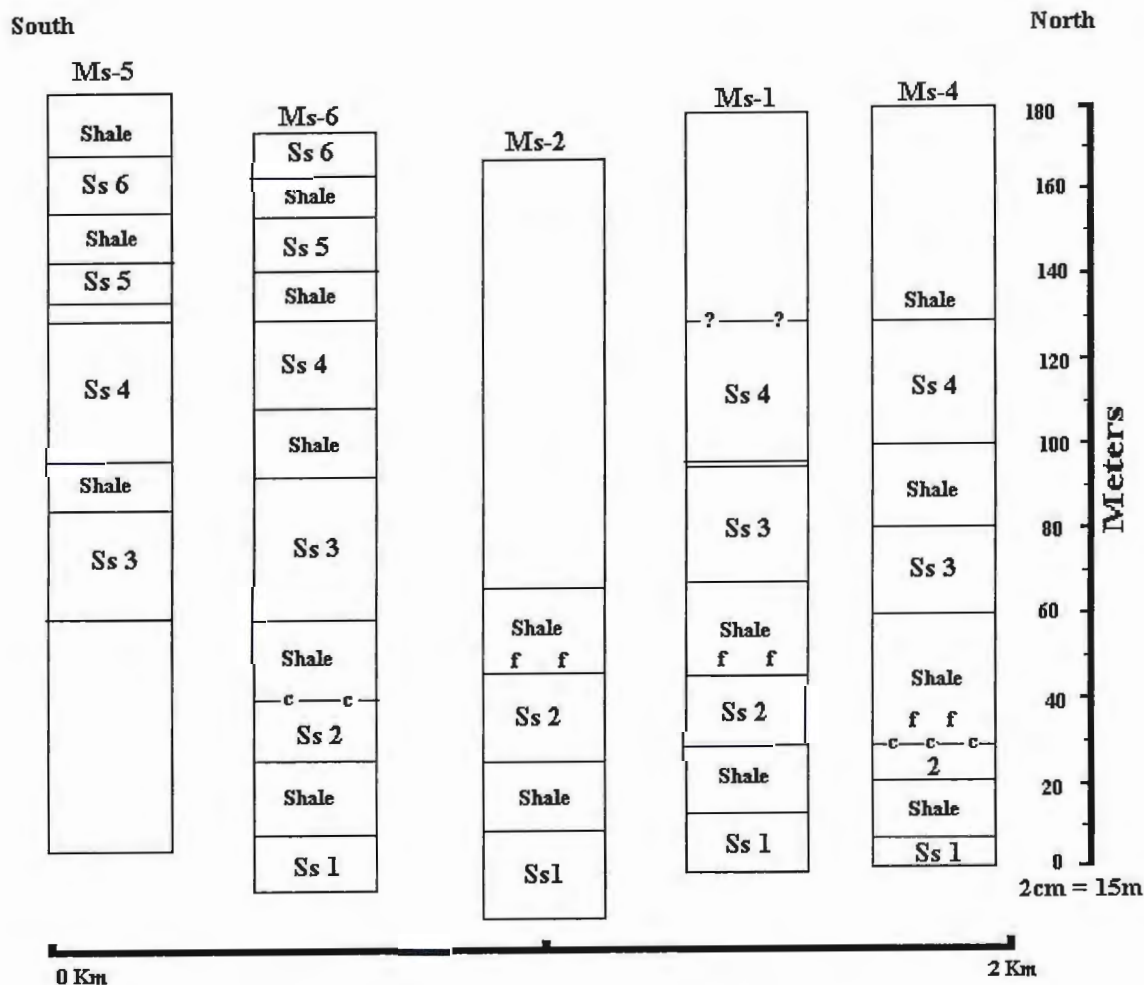 South
North
Ms-5
Shale
Ss 6
Shale
Ss 5
Ss 4
Shale
Ss 3
Ms-6
Ss 6
Shale
Ss 5
Shale
Ss 4
Shale
Ss 3
Shale
c c
Ss 2
Shale
Ss 1
Ms-2
Shale
f f
Ss 2
Shale
Ss1
Ms-1
? ?
Ss 4
Ss 3
Shale
f f
Ss 2
Shale
Ss 1
Ms-4
Shale
Ss 4
Shale
Ss 3
Shale
f f
c c c
2
Shale
Ss 1
180
160
140
120
100
80
60
40
20
0
Meters
2cm = 15m
0 Km
2 Km